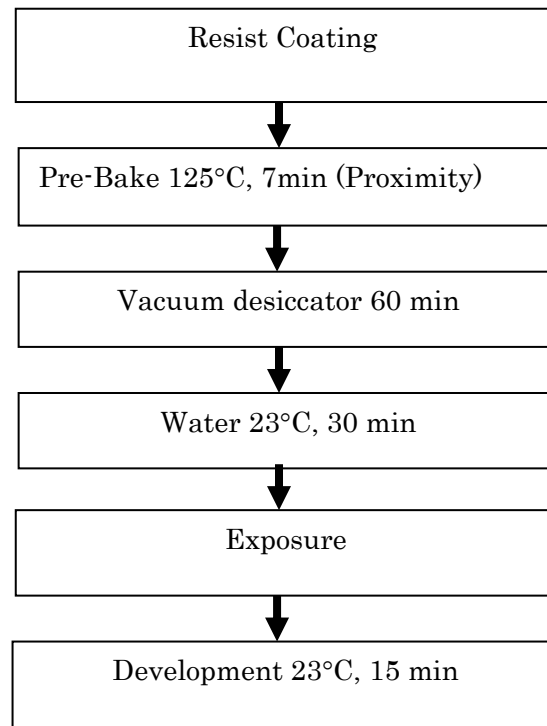 Resist Coating
Pre-Bake 125°C, 7min (Proximity)
Vacuum desiccator 60 min
Water 23°C, 30 min
Exposure
Development 23°C, 15 min